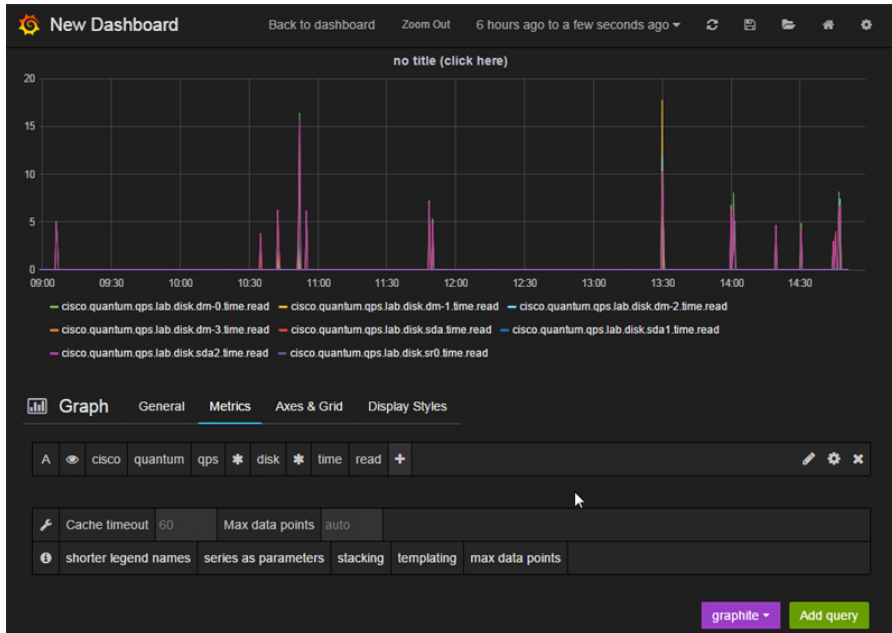 New Dashboard Back to dashboard Zoom Out 6 hours ago to a few seconds ago
no title (click here)
20
15
10
5
0
09:00 09:30 10:00 10:30 11:00 11:30 12:00 12:30 13:00 13:30 14:00 14:30
cisco.quantum.qps.lab.disk.dm-0.time.read cisco.quantum.qps.lab.disk.dm-1.time.read cisco.quantum.qps.lab.disk.dm-2.time.read
cisco.quantum.qps.lab.disk.dm-3.time.read cisco.quantum.qps.lab.disk.sda.time.read cisco.quantum.qps.lab.disk.sda1.time.read
cisco.quantum.qps.lab.disk.sda2.time.read cisco.quantum.qps.lab.disk.sr0.time.read
Graph General Metrics Axes & Grid Display Styles
A cisco quantum qps * disk * time read +
Cache timeout 60 Max data points auto
shorter legend names series as parameters stacking templating max data points
graphite Add query